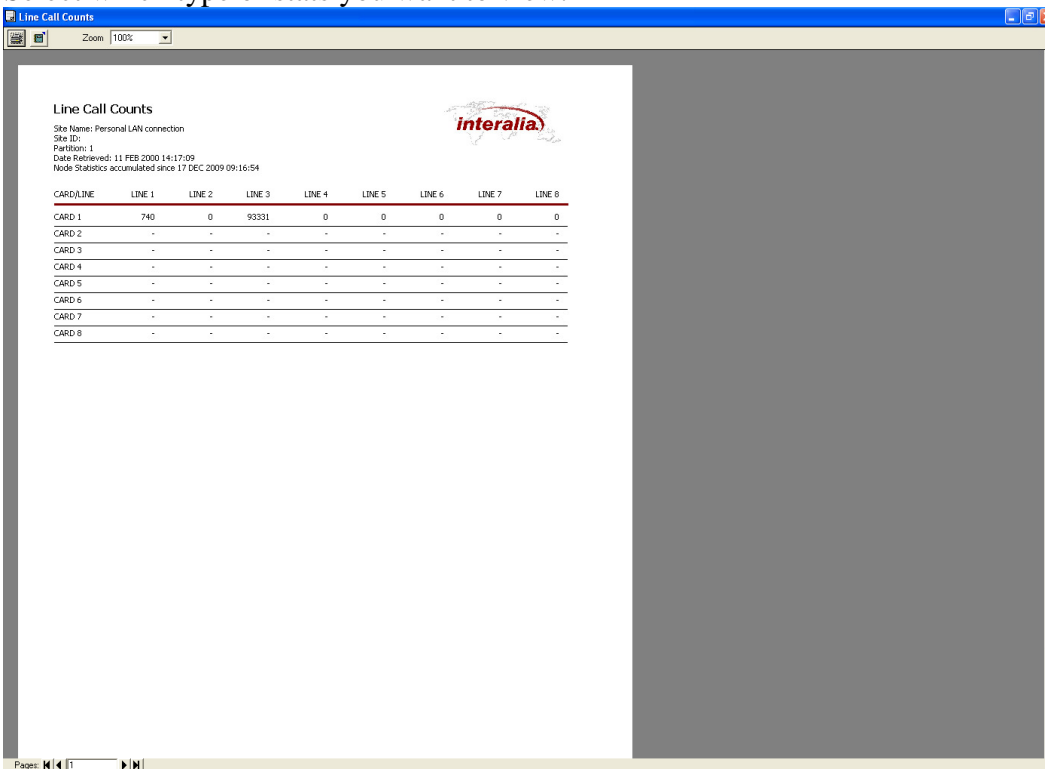 Line Call Counts
Zoom 100%
Line Call Counts
interalia
Site Name: Personal LAN connection
Site ID:
Partition: 1
Date Retrieved: 11 FEB 2000 14:17:09
Node Statistics accumulated since 17 DEC 2009 09:16:54
CARD/LINE LINE 1 LINE 2 LINE 3 LINE 4 LINE 5 LINE 6 LINE 7 LINE 8
CARD 1 740 0 93331 0 0 0 0 0
CARD 2 - - - - - - - -
CARD 3 - - - - - - - -
CARD 4 - - - - - - - -
CARD 5 - - - - - - - -
CARD 6 - - - - - - - -
CARD 7 - - - - - - - -
CARD 8 - - - - - - - -
Pages: 1